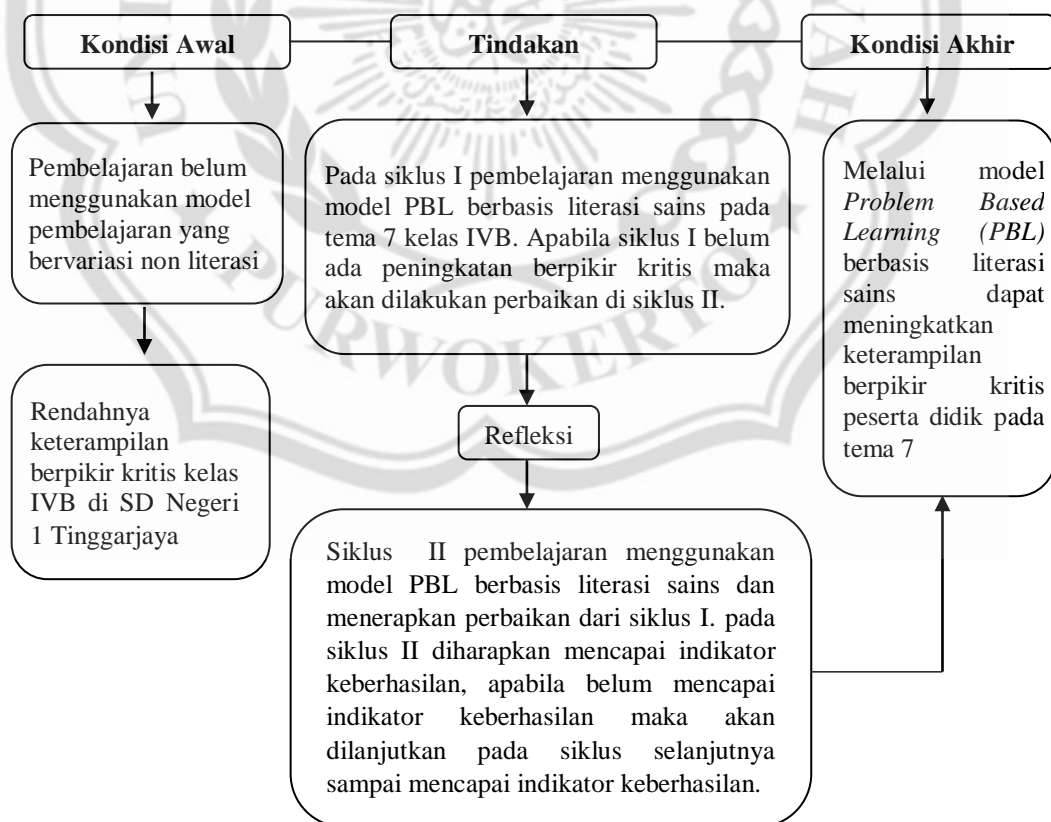 Kondisi Awal
Tindakan
Kondisi Akhir
Pembelajaran belum
menggunakan model
pembelajaran yang
bervariasi non literasi
Rendahnya
keterampilan
berpikir kritis kelas
IVB di SD Negeri
1 Tinggarjaya
Pada siklus I pembelajaran menggunakan
model PBL berbasis literasi sains pada
tema 7 kelas IVB. Apabila siklus I belum
ada peningkatan berpikir kritis maka
akan dilakukan perbaikan di siklus II.
Refleksi
Siklus II pembelajaran menggunakan
model PBL berbasis literasi sains dan
menerapkan perbaikan dari siklus I. pada
siklus II diharapkan mencapai indikator
keberhasilan, apabila belum mencapai
indikator keberhasilan maka akan
dilanjutkan pada siklus selanjutnya
sampai mencapai indikator keberhasilan.
Melalui model
Problem Based
Learning (PBL)
berbasis literasi
sains dapat
meningkatkan
keterampilan
berpikir kritis
peserta didik pada
tema 7
PURWOKERTO